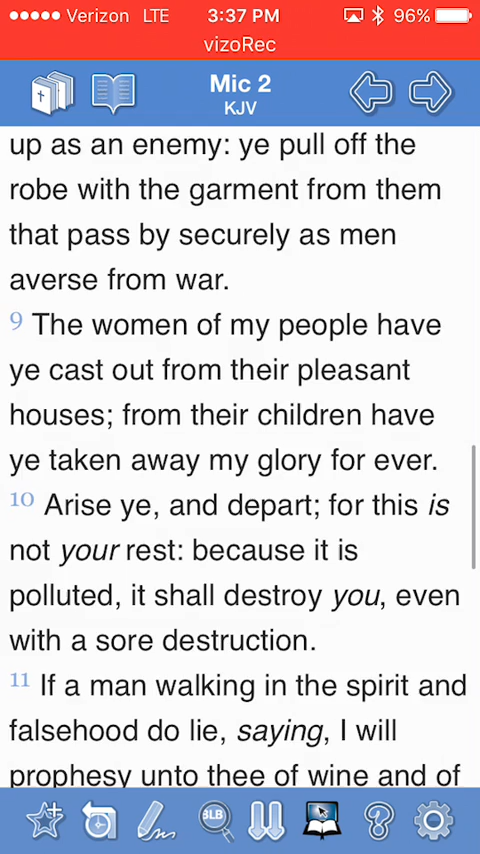 Verizon LTE 3:37 PM 96%
vizoRec
Mic 2
KJV
up as an enemy: ye pull off the
robe with the garment from them
that pass by securely as men
averse from war.
9 The women of my people have
ye cast out from their pleasant
houses; from their children have
ye taken away my glory for ever.
10 Arise ye, and depart; for this is
not your rest: because it is
polluted, it shall destroy you, even
with a sore destruction.
11 If a man walking in the spirit and
falsehood do lie, saying, I will
prophesy unto thee of wine and of
BLB